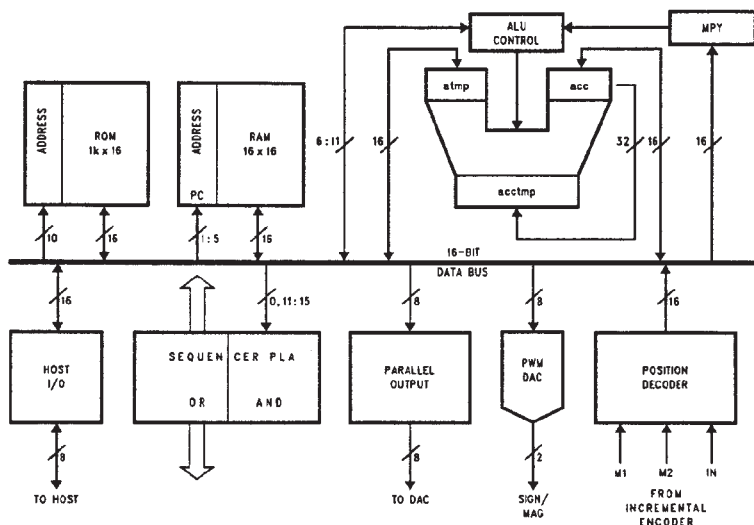 ALU
CONTROL
MPY
atmp
acc
ADDRESS
ROM
1k x 16
ADDRESS
PC
RAM
16 x 16
6:11
16
32
16
16
acctmp
10
16
1:5
16
16-BIT
DATA BUS
16
0,11:15
8
8
16
HOST
I/O
SEQUEN CER PLA
OR AND
PARALLEL
OUTPUT
PWM
DAC
POSITION
DECODER
8
8
2
M1
M2
IN
TO HOST
TO DAC
SIGN/
MAG
FROM
INCREMENTAL
ENCODER